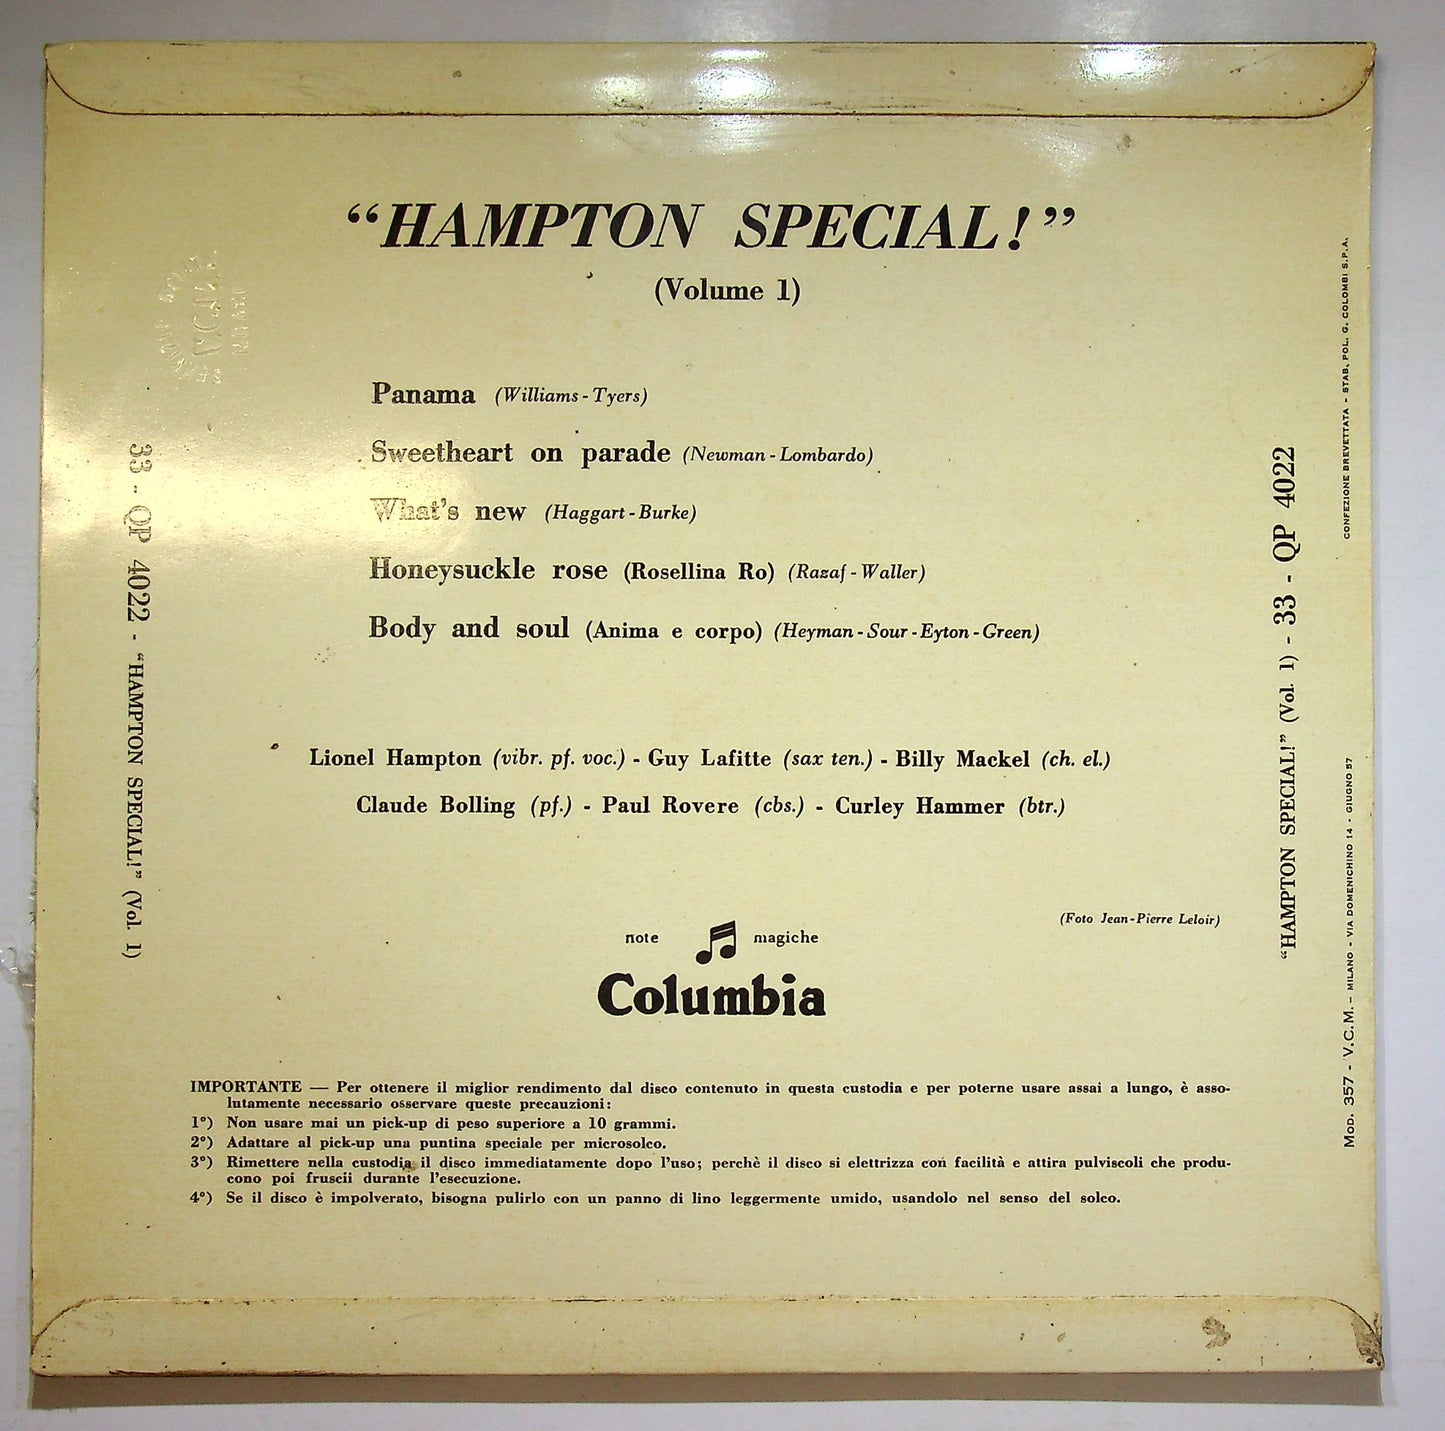 “HAMPTON SPECIAL!”
(Volume 1)
Panama (Williams - Tyers)
Sweetheart on parade (Newman - Lombardo)
What's new (Haggart - Burke)
Honeysuckle rose (Rosellina Ro) (Razaf - Waller)
Body and soul (Anima e corpo) (Heyman - Sour - Eyton - Green)
Lionel Hampton (vibr. pf. voc.) - Guy Lafitte (sax ten.) - Billy Mackel (ch. el.)
Claude Bolling (pf.) - Paul Rovere (cbs.) - Curley Hammer (btr.)
(Foto Jean-Pierre Leloir)
note magiche
Columbia
IMPORTANTE — Per ottenere il miglior rendimento dal disco contenuto in questa custodia e per poterne usare assai a lungo, è asso-
lutamente necessario osservare queste precauzioni:
1°) Non usare mai un pick-up di peso superiore a 10 grammi.
2°) Adattare al pick-up una puntina speciale per microsolco.
3°) Rimettere nella custodia il disco immediatamente dopo l'uso; perchè il disco si elettrizza con facilità e attira pulviscoli che produ-
cono poi fruscii durante l'esecuzione.
4°) Se il disco è impolverato, bisogna pulirlo con un panno di lino leggermente umido, usandolo nel senso del solco.
33 - QP 4022 - “HAMPTON SPECIAL!” (Vol. 1)
“HAMPTON SPECIAL!” (Vol. 1) - 33 - QP 4022
MOD. 357 - V.C.M. - MILANO - VIA DOMENICHINO 14 - GIUGNO 57
CONFEZIONE BREVETTATA - STAB. POL. G. COLOMBI S.P.A.